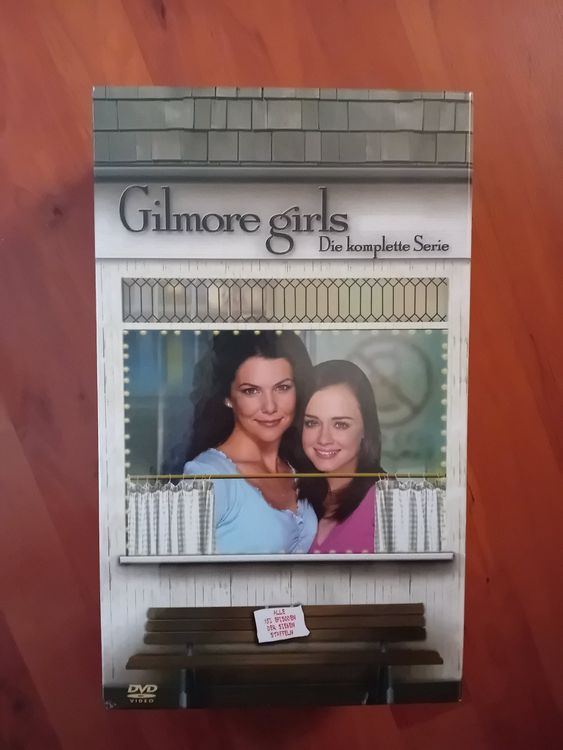 Gilmore girls
Die komplette Serie
ALLE
153 EPISODEN
DER SIEBEN
STAFFELN
DVD
VIDEO